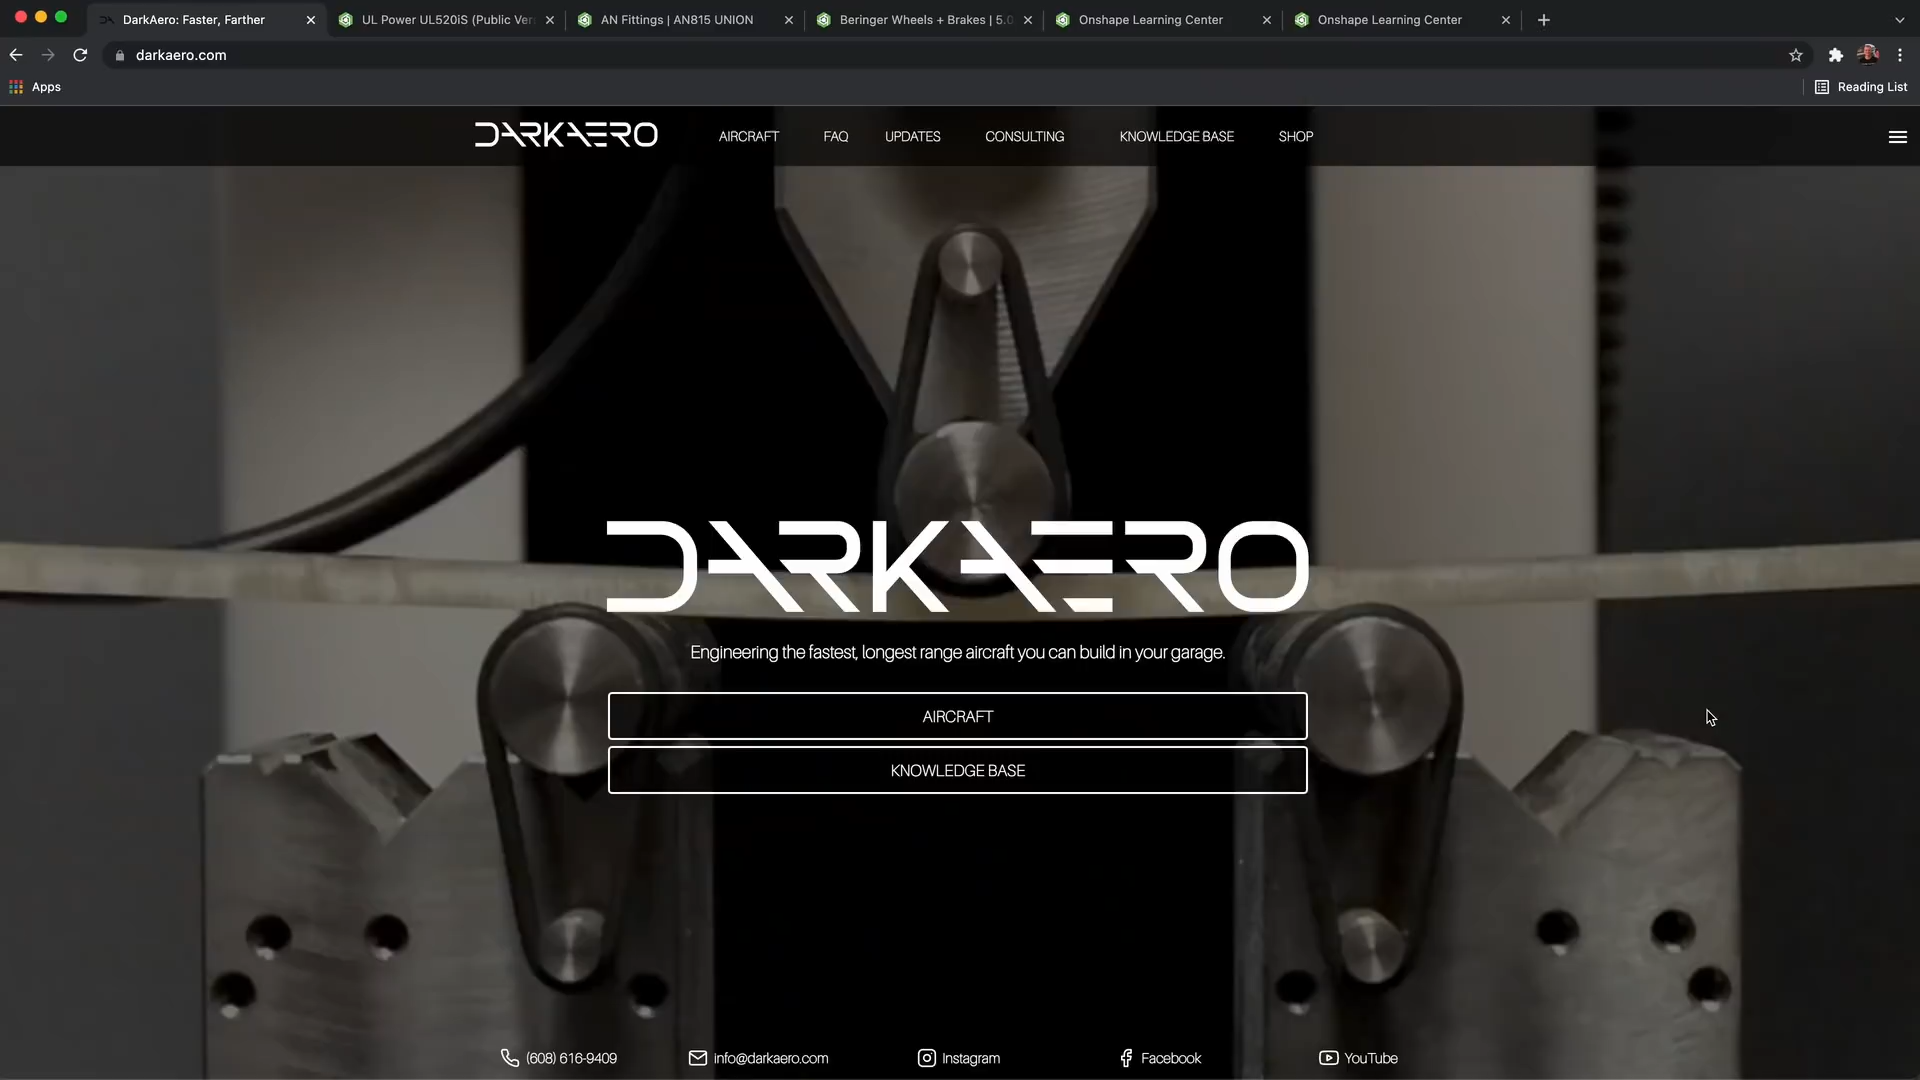 DarkAero: Faster, Farther
UL Power UL520iS (Public Ver
AN Fittings | AN815 UNION
Beringer Wheels + Brakes | 5.0
Onshape Learning Center
Onshape Learning Center
darkaero.com
Apps
Reading List
DARKAERO
AIRCRAFT
FAQ
UPDATES
CONSULTING
KNOWLEDGE BASE
SHOP
DARKAERO
Engineering the fastest, longest range aircraft you can build in your garage.
AIRCRAFT
KNOWLEDGE BASE
(608) 616-9409
info@darkaero.com
Instagram
Facebook
YouTube